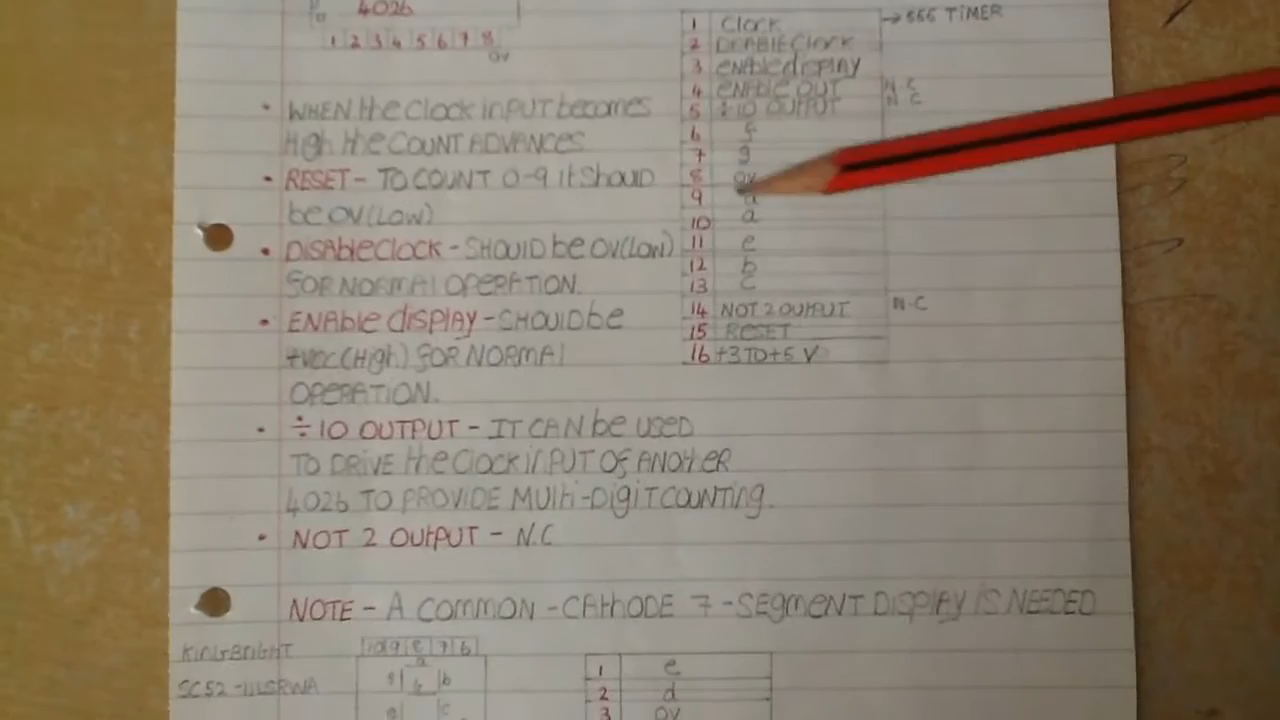 4026
1 2 3 4 5 6 7 8
0V
1 Clock → 555 TIMER
2 DISABLE Clock
3 ENABle display
4 ENABLE OUT N.C
5 ÷10 OUTPUT N C
6 f
7 g
8 0V
9 d
10 a
11 e
12 b
13 c
14 NOT 2 OUTPUT N.C
15 RESET
16 +3 TO +5 V
• WHEN the Clock input becomes
High the COUNT ADVANCES
• RESET - TO COUNT 0-9 it Should
be 0V(Low)
• DISAble CLOCK - SHOUlD be 0V(Low)
FOR NORMAl OPERATION.
• ENAble display - SHOUlD be
+Vcc(High) FOR NORMAl
OPERATION.
• ÷10 OUTPUT - IT CAN be USED
TO DRIVE the Clock iNPUT OF ANOthER
4026 TO PROVIDE Multi-DigiT COUNTING.
• NOT 2 OUtPUT - N.C
NOTE - A COMMON - CAthODE 7 - SEGMENT DISPlAY IS NEEDED
KINGBRIGHT
10 9 c 7 6
a
b
c
1 e
2 d
3 0V